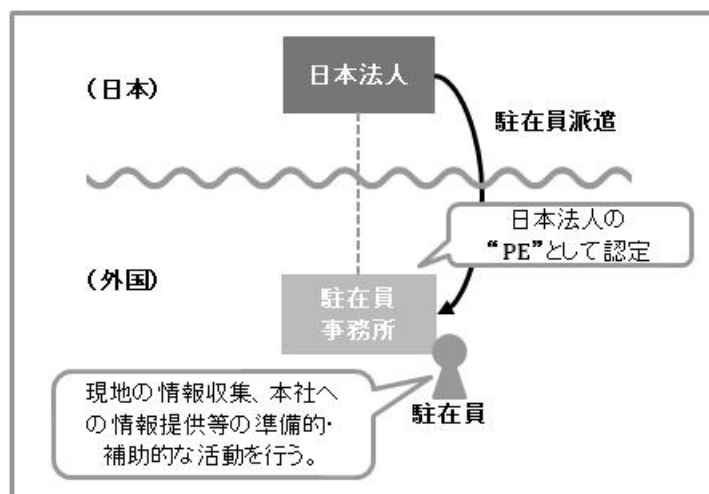 日本法人
(日本)
駐在員派遣
日本法人の
“PE”として認定
(外国)
駐在員
事務所
現地の情報収集、本社へ
の情報提供等の準備的・
補助的な活動を行う。
駐在員